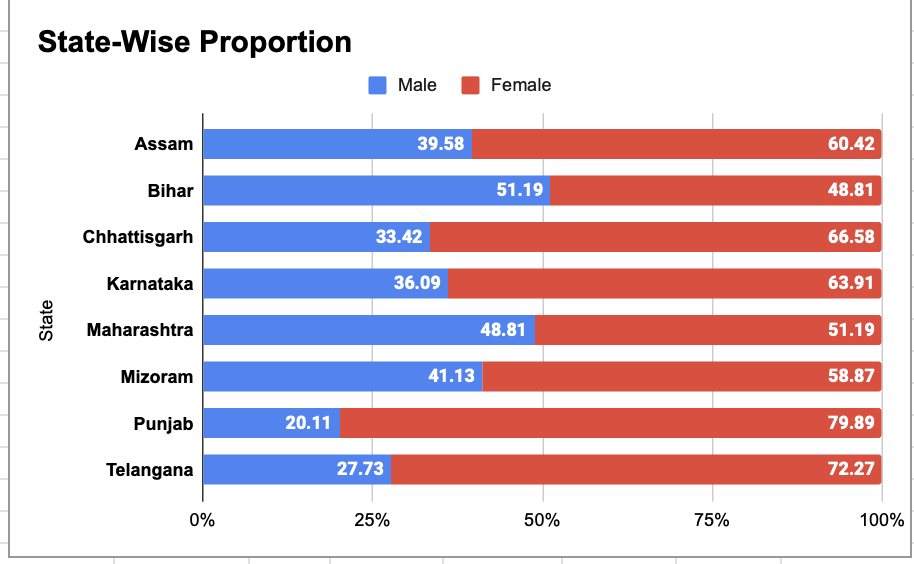 State-Wise Proportion
Male Female
State
Assam 39.58 60.42
Bihar 51.19 48.81
Chhattisgarh 33.42 66.58
Karnataka 36.09 63.91
Maharashtra 48.81 51.19
Mizoram 41.13 58.87
Punjab 20.11 79.89
Telangana 27.73 72.27
0% 25% 50% 75% 100%